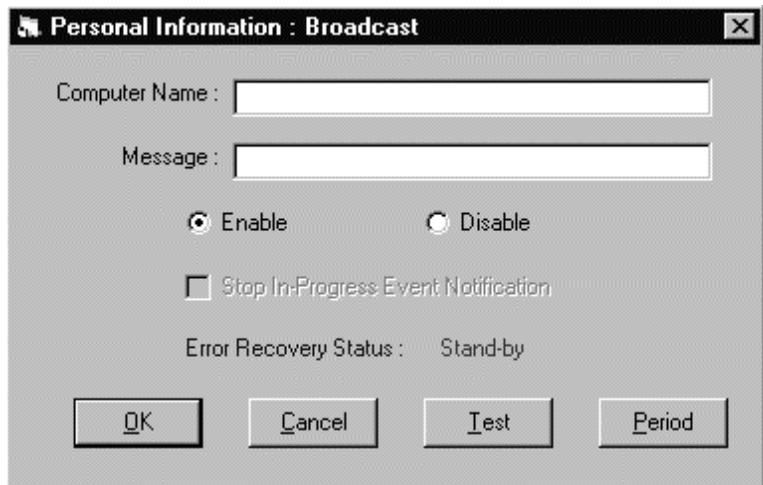 Personal Information : Broadcast
Computer Name :
Message :
Enable Disable
Stop In-Progress Event Notification
Error Recovery Status : Stand-by
OK Cancel Test Period